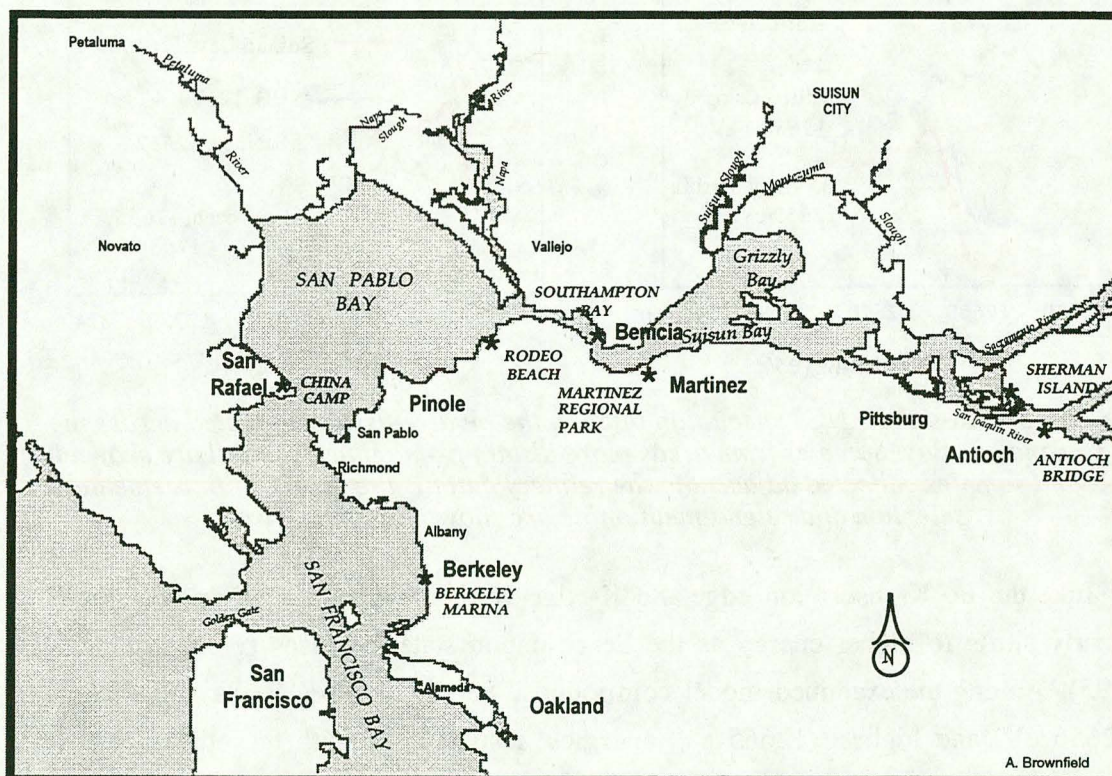 Petaluma
Petaluma
River
Napa
Slough
River
Napa
SUISUN
CITY
Suisun Slough
Montezuma
Slough
Novato
Vallejo
Grizzly
Bay
SAN PABLO
BAY
SOUTHAMPTON
BAY
Benicia
Suisun Bay
Sacramento River
San
Rafael
CHINA
CAMP
RODEO
BEACH
MARTINEZ
REGIONAL
PARK
Martinez
SHERMAN
ISLAND
Pinole
San Pablo
Pittsburg
San Joaquin River
Antioch
ANTIOCH
BRIDGE
Richmond
Albany
Berkeley
BERKELEY
MARINA
Golden Gate
SAN FRANCISCO BAY
N
San
Francisco
Alameda
Oakland
A. Brownfield